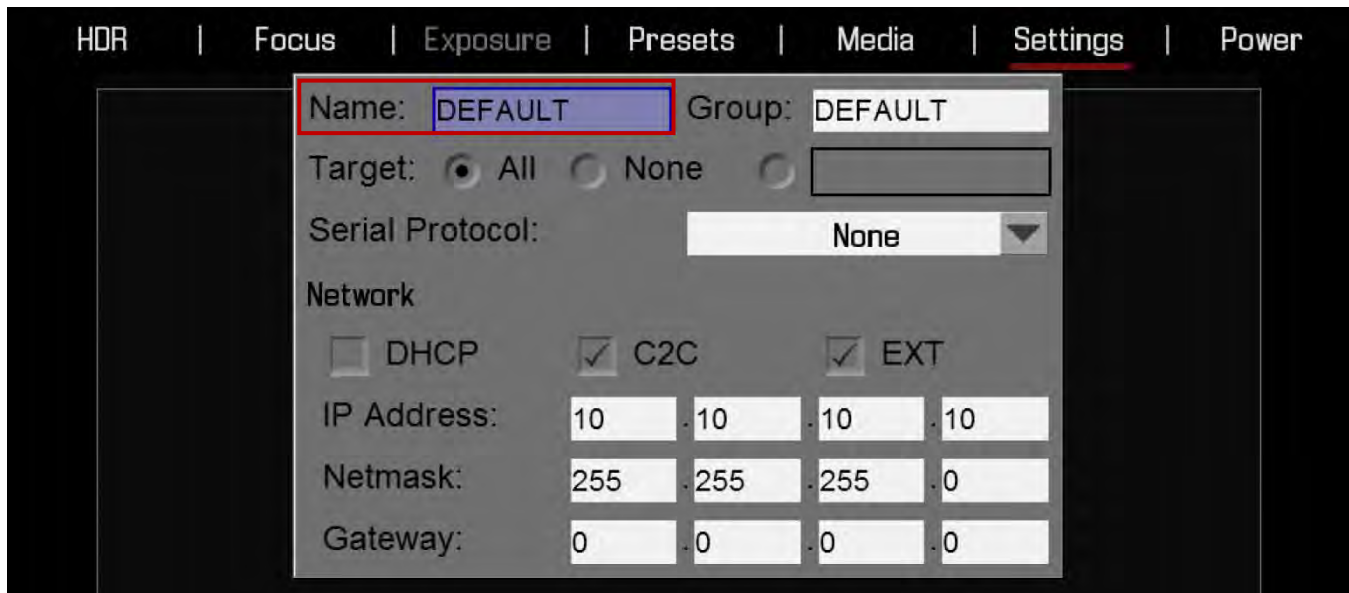 HDR | Focus | Exposure | Presets | Media | Settings | Power
Name: DEFAULT Group: DEFAULT
Target: All None
Serial Protocol: None
Network
DHCP C2C EXT
IP Address: 10 . 10 . 10 . 10
Netmask: 255 . 255 . 255 . 0
Gateway: 0 . 0 . 0 . 0